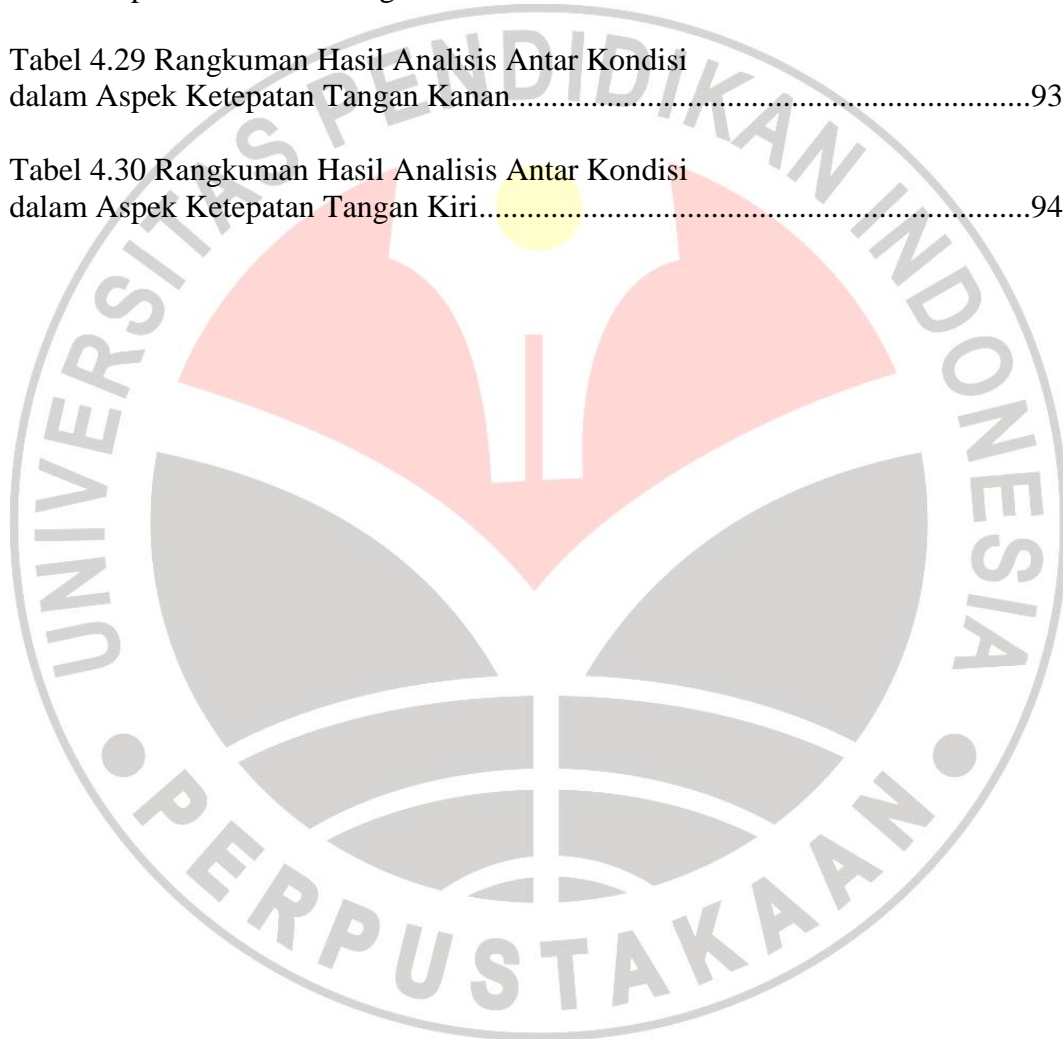 Tabel 4.29 Rangkuman Hasil Analisis Antar Kondisi
dalam Aspek Ketepatan Tangan Kanan................................................................93
Tabel 4.30 Rangkuman Hasil Analisis Antar Kondisi
dalam Aspek Ketepatan Tangan Kiri....................................................................94
UNIVERSITAS PENDIDIKAN INDONESIA
PERPUSTAKAAN